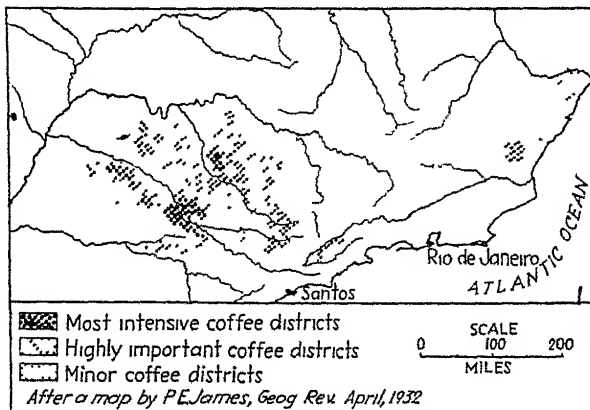 Rio de Janeiro
ATLANTIC OCEAN
Santos
Most intensive coffee districts
Highly important coffee districts
Minor coffee districts
SCALE
0 100 200
MILES
After a map by P.E.James, Geog Rev. April, 1932